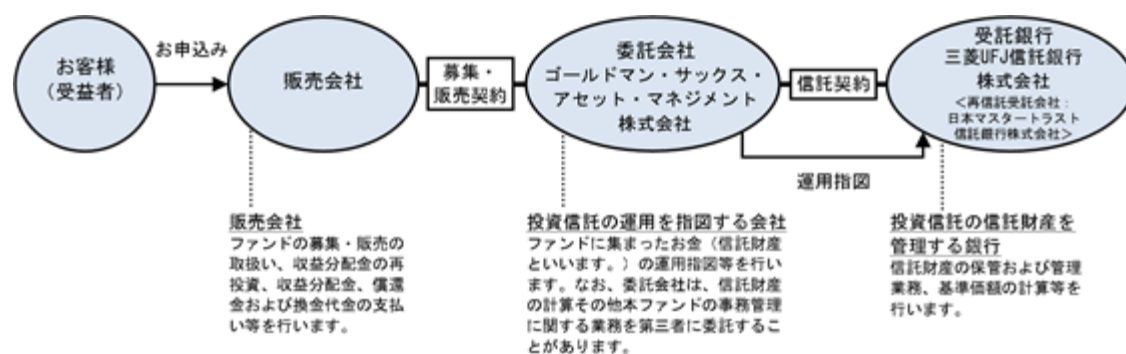 お客様
（受益者）
お申込み
販売会社
募集・
販売契約
委託会社
ゴールドマン・サックス・
アセット・マネジメント
株式会社
信託契約
受託銀行
三菱UFJ信託銀行
株式会社
＜再信託受託会社：
日本マスタートラスト
信託銀行株式会社＞
運用指図
販売会社
ファンドの募集・販売の
取扱い、収益分配金の再
投資、収益分配金、償還
金および換金代金の支払
い等を行います。
投資信託の運用を指図する会社
ファンドに集まったお金（信託財産
といいます。）の運用指図等を行い
ます。なお、委託会社は、信託財産
の計算その他本ファンドの事務管理
に関する業務を第三者に委託するこ
とがあります。
投資信託の信託財産を
管理する銀行
信託財産の保管および管理
業務、基準価額の計算等を
行います。